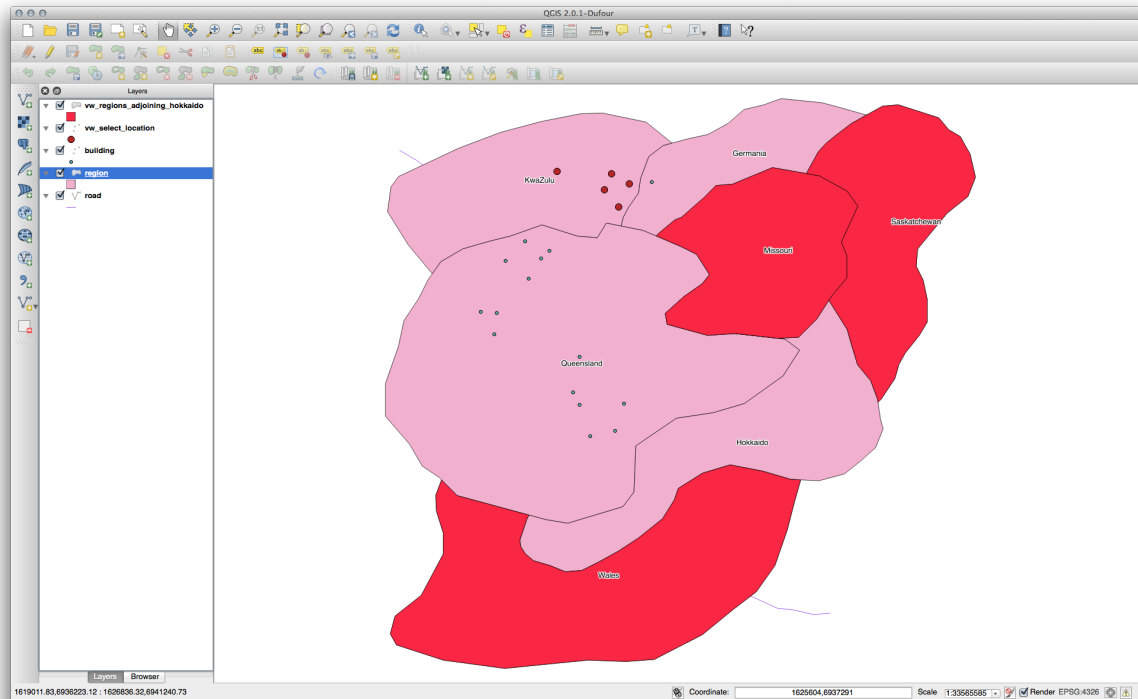 QGIS 2.0.1-Dufour
Layers
vw_regions_adjoining_hokkaido
vw_select_location
building
region
road
Germania
KwaZulu
Saskatchewan
Missouri
Queensland
Hokkaido
Wales
Layers Browser
1619011.83,6936223.12 : 1626836.32,6941240.73
Coordinate: 1625604,6937291
Scale 1:33565585
Render EPSG:4326